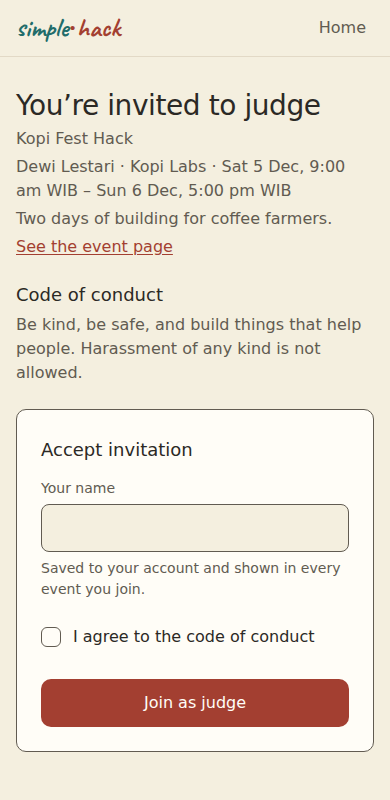 simple·hack
Home
You’re invited to judge
Kopi Fest Hack
Dewi Lestari · Kopi Labs · Sat 5 Dec, 9:00
am WIB – Sun 6 Dec, 5:00 pm WIB
Two days of building for coffee farmers.
See the event page
Code of conduct
Be kind, be safe, and build things that help
people. Harassment of any kind is not
allowed.
Accept invitation
Your name
Saved to your account and shown in every
event you join.
I agree to the code of conduct
Join as judge